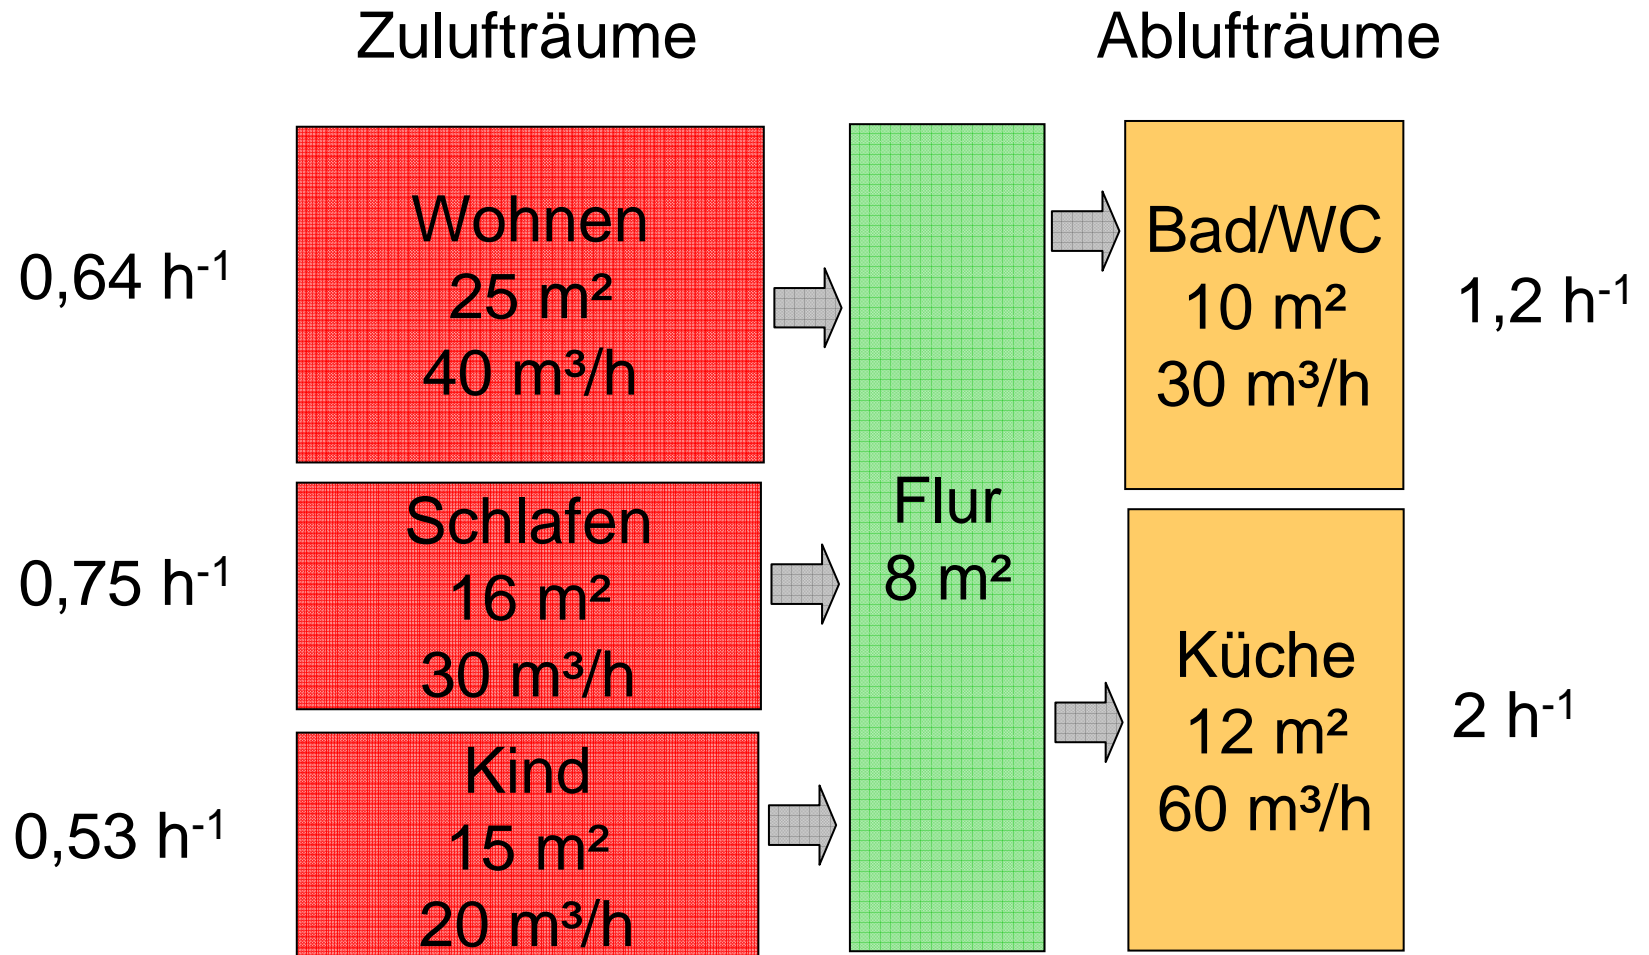 Zulufträume
Ablufträume
0,64 h-1
Wohnen
25 m²
40 m³/h
0,75 h-1
Schlafen
16 m²
30 m³/h
0,53 h-1
Kind
15 m²
20 m³/h
Flur
8 m²
Bad/WC
10 m²
30 m³/h
1,2 h-1
Küche
12 m²
60 m³/h
2 h-1